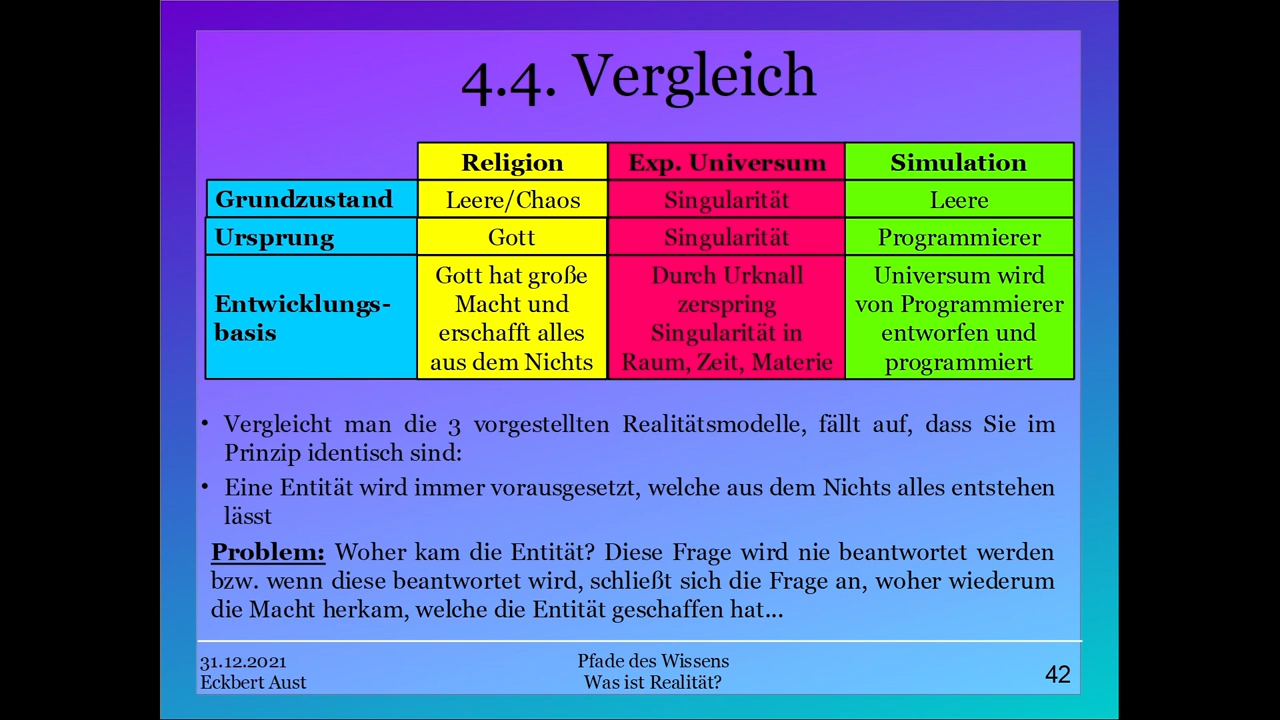 4.4. Vergleich
Religion Exp. Universum Simulation
Grundzustand Leere/Chaos Singularität Leere
Ursprung Gott Singularität Programmierer
Entwicklungs-
basis
Gott hat große
Macht und
erschafft alles
aus dem Nichts
Durch Urknall
zerspring
Singularität in
Raum, Zeit, Materie
Universum wird
von Programmierer
entworfen und
programmiert
• Vergleicht man die 3 vorgestellten Realitätsmodelle, fällt auf, dass Sie im
Prinzip identisch sind:
• Eine Entität wird immer vorausgesetzt, welche aus dem Nichts alles entstehen
lässt
Problem: Woher kam die Entität? Diese Frage wird nie beantwortet werden
bzw. wenn diese beantwortet wird, schließt sich die Frage an, woher wiederum
die Macht herkam, welche die Entität geschaffen hat...
31.12.2021
Eckbert Aust
Pfade des Wissens
Was ist Realität?
42